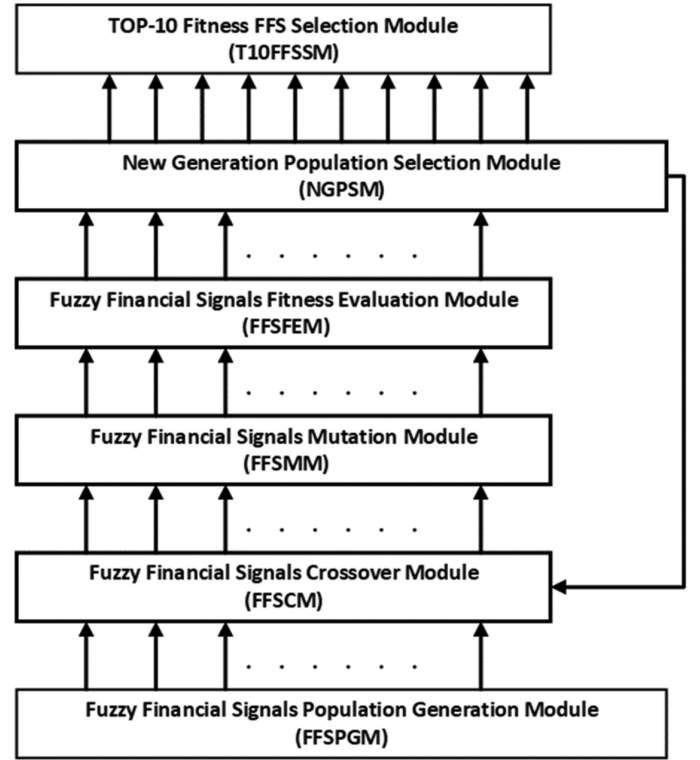 TOP-10 Fitness FFS Selection Module
(T10FFSSM)
New Generation Population Selection Module
(NGPSM)
. . . . . .
Fuzzy Financial Signals Fitness Evaluation Module
(FFSFEM)
. . . . . .
Fuzzy Financial Signals Mutation Module
(FFSMM)
. . . . . .
Fuzzy Financial Signals Crossover Module
(FFSCM)
. . . . . .
Fuzzy Financial Signals Population Generation Module
(FFSPGM)